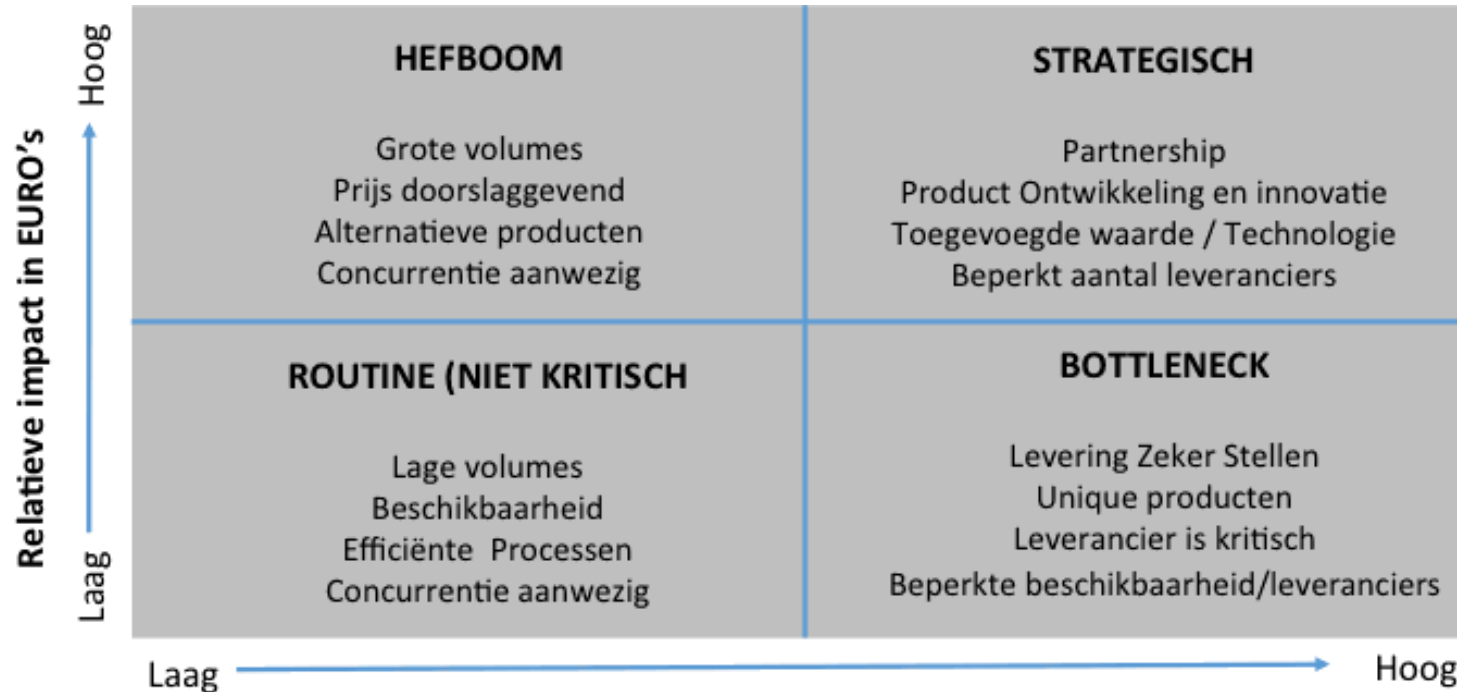 Relatieve impact in EURO’s
Hoog
Laag
HEFBOOM
Grote volumes
Prijs doorslaggevend
Alternatieve producten
Concurrentie aanwezig
STRATEGISCH
Partnership
Product Ontwikkeling en innovatie
Toegevoegde waarde / Technologie
Beperkt aantal leveranciers
ROUTINE (NIET KRITISCH
Lage volumes
Beschikbaarheid
Efficiënte Processen
Concurrentie aanwezig
BOTTLENECK
Levering Zeker Stellen
Unique producten
Leverancier is kritisch
Beperkte beschikbaarheid/leveranciers
Laag
Hoog